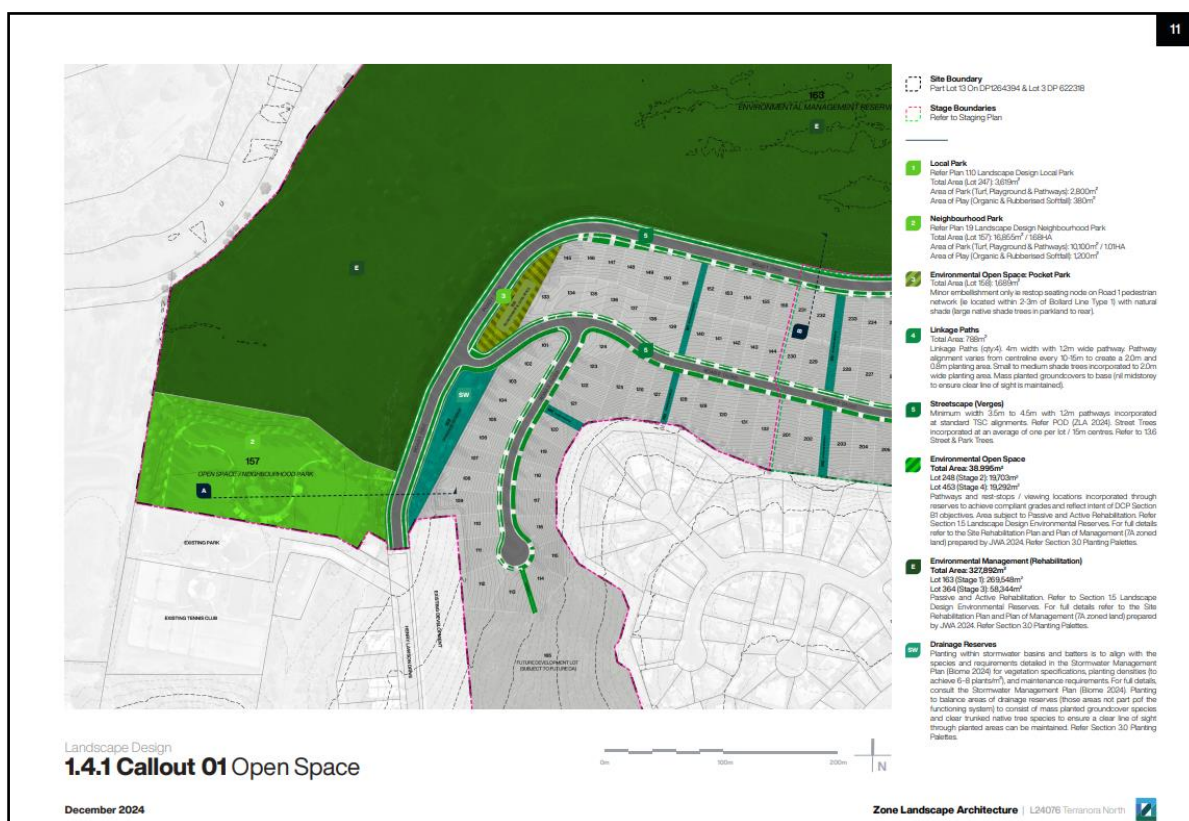 11
Site Boundary
Part Lot 13 On DP1264394 & Lot 3 DP 622318
Stage Boundaries
Refer to Staging Plan
1
Local Park
Refer Plan 1.10 Landscape Design Local Park
Total Area (Lot 247): 3,619m²
Area of Park (Turf, Playground & Pathways): 2,800m²
Area of Play (Organic & Rubberised Softfall): 380m²
2
Neighbourhood Park
Refer Plan 1.9 Landscape Design Neighbourhood Park
Total Area (Lot 157): 16,855m² / 1.68HA
Area of Park (Turf, Playground & Pathways): 10,100m² / 1.01HA
Area of Play (Organic & Rubberised Softfall): 1,200m²
3
Environmental Open Space: Pocket Park
Total Area (Lot 158): 1,689m²
Minor embellishment only ie restop seating node on Road 1 pedestrian
network (ie located within 2-3m of Bollard Line Type 1) with natural
shade (large native shade trees in parkland to rear).
4
Linkage Paths
Total Area: 788m²
Linkage Paths (qty:4). 4m width with 1.2m wide pathway. Pathway
alignment varies from centreline every 10-15m to create a 2.0m and
0.8m planting area. Small to medium shade trees incorporated to 2.0m
wide planting area. Mass planted groundcovers to base (nil midstorey
to ensure clear line of sight is maintained).
5
Streetscape (Verges)
Minimum width 3.5m to 4.5m with 1.2m pathways incorporated
at standard TSC alignments. Refer POD (ZLA 2024). Street Trees
incorporated at an average of one per lot / 15m centres. Refer to 1.3.6
Street & Park Trees.
Environmental Open Space
Total Area: 38.995m²
Lot 248 (Stage 2): 19,703m²
Lot 453 (Stage 4): 19,292m²
Pathways and rest-stops / viewing locations incorporated through
reserves to achieve compliant grades and reflect intent of DCP Section
B1 objectives. Area subject to Passive and Active Rehabilitation. Refer
Section 1.5 Landscape Design Environmental Reserves. For full details
refer to the Site Rehabilitation Plan and Plan of Management (7A zoned
land) prepared by JWA 2024. Refer Section 3.0 Planting Palettes.
E
Environmental Management (Rehabilitation)
Total Area: 327,892m²
Lot 163 (Stage 1): 269,548m²
Lot 364 (Stage 3): 58,344m²
Passive and Active Rehabilitation. Refer to Section 1.5 Landscape
Design Environmental Reserves. For full details refer to the Site
Rehabilitation Plan and Plan of Management (7A zoned land) prepared
by JWA 2024. Refer Section 3.0 Planting Palettes.
SW
Drainage Reserves
Planting within stormwater basins and batters is to align with the
species and requirements detailed in the Stormwater Management
Plan (Biome 2024) for vegetation specifications, planting densities (to
achieve 6-8 plants/m²), and maintenance requirements. For full details,
consult the Stormwater Management Plan (Biome 2024). Planting
to balance areas of drainage reserves (those areas not part pof the
functioning system) to consist of mass planted groundcover species
and clear trunked native tree species to ensure a clear line of sight
through planted areas can be maintained. Refer Section 3.0 Planting
Palettes.
163
ENVIRONMENTAL MANAGEMENT RESERVE
E
E
5
3
5
SW
B
2
157
OPEN SPACE / NEIGHBOURHOOD PARK
A
EXISTING PARK
EXISTING TENNIS CLUB
EXISTING DEVELOPMENT
HENRY LAWSON DRIVE
FUTURE DEVELOPMENT LOT
(SUBJECT TO FUTURE DA)
Landscape Design
1.4.1 Callout 01 Open Space
0m 100m 200m
N
December 2024
Zone Landscape Architecture | L24076 Terranora North